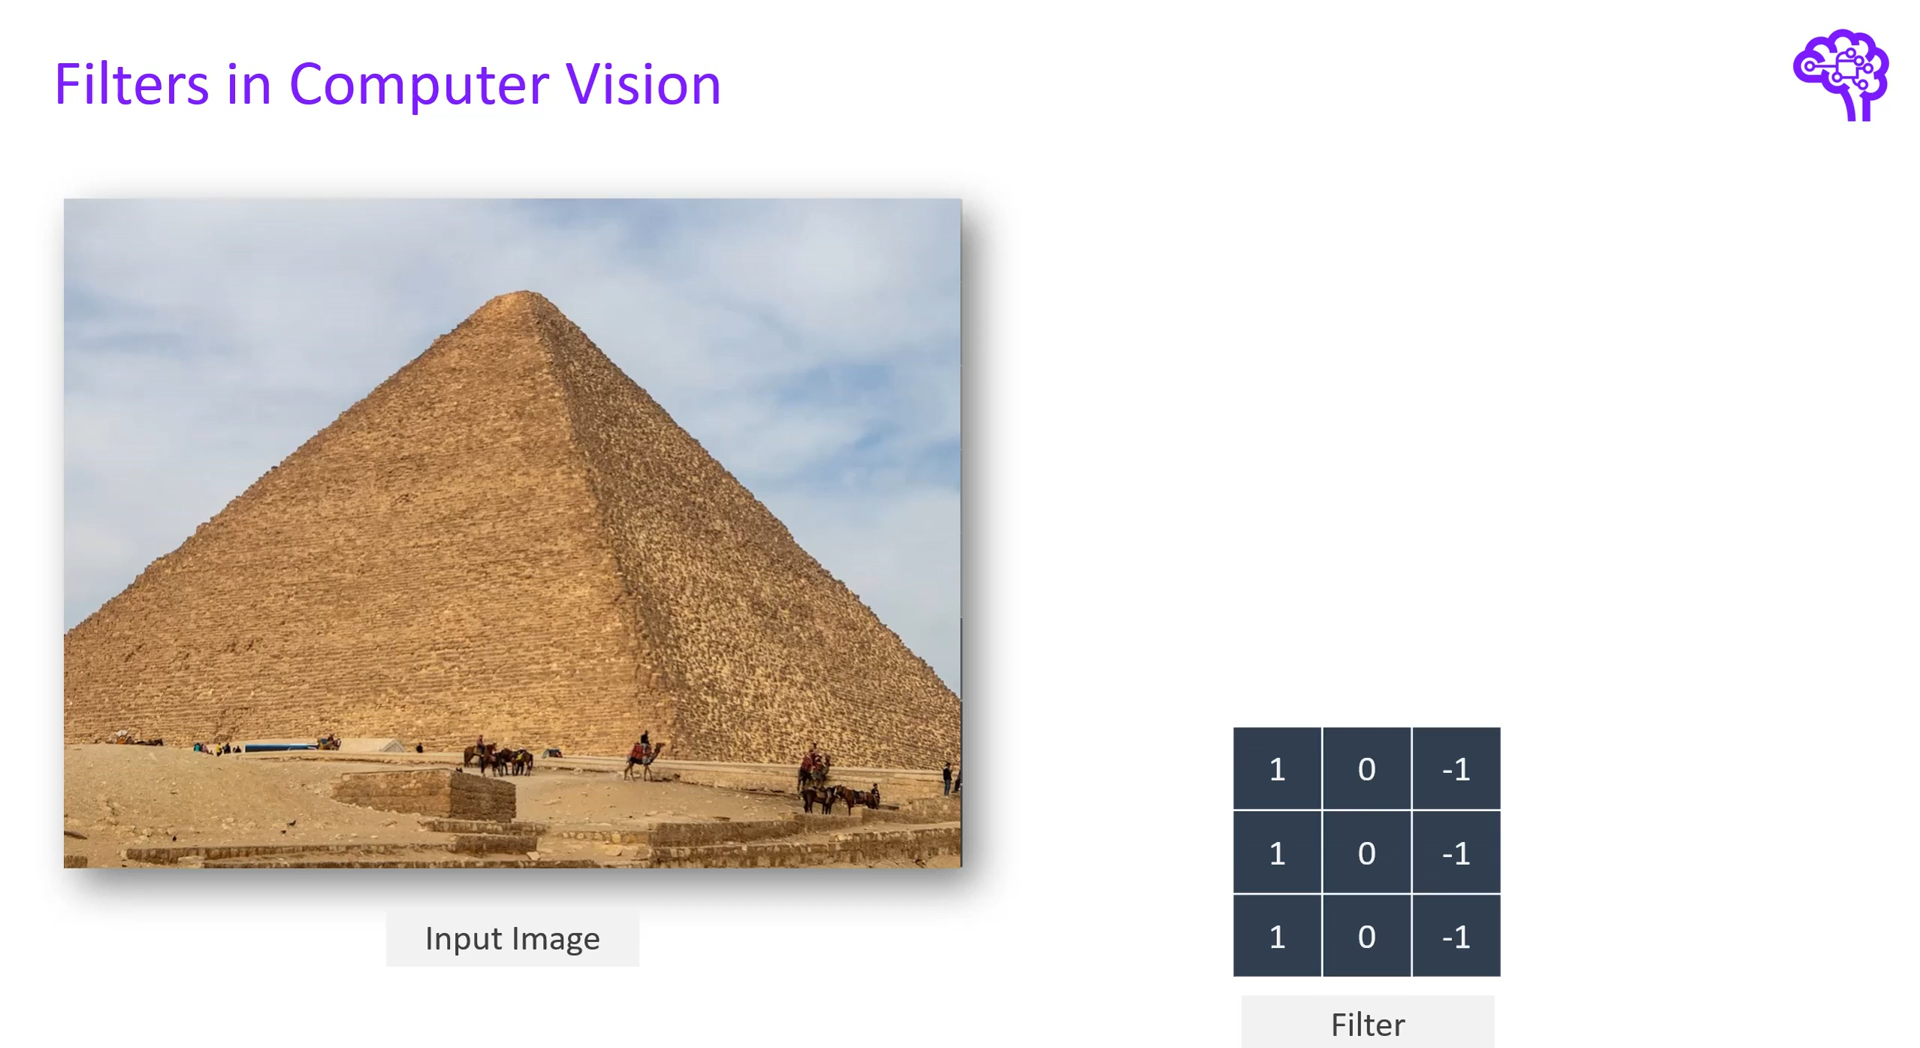 Filters in Computer Vision
1 0 -1
1 0 -1
1 0 -1
Input Image
Filter